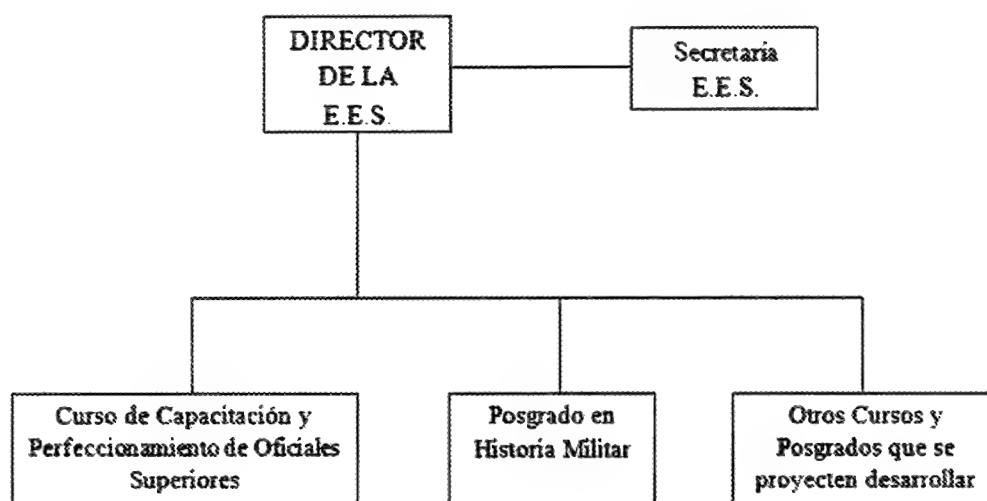 DIRECTOR
DE LA
E.E.S.
Secretaría
E.E.S.
Curso de Capacitación y
Perfeccionamiento de Oficiales
Superiores
Posgrado en
Historia Militar
Otros Cursos y
Posgrados que se
proyecten desarrollar